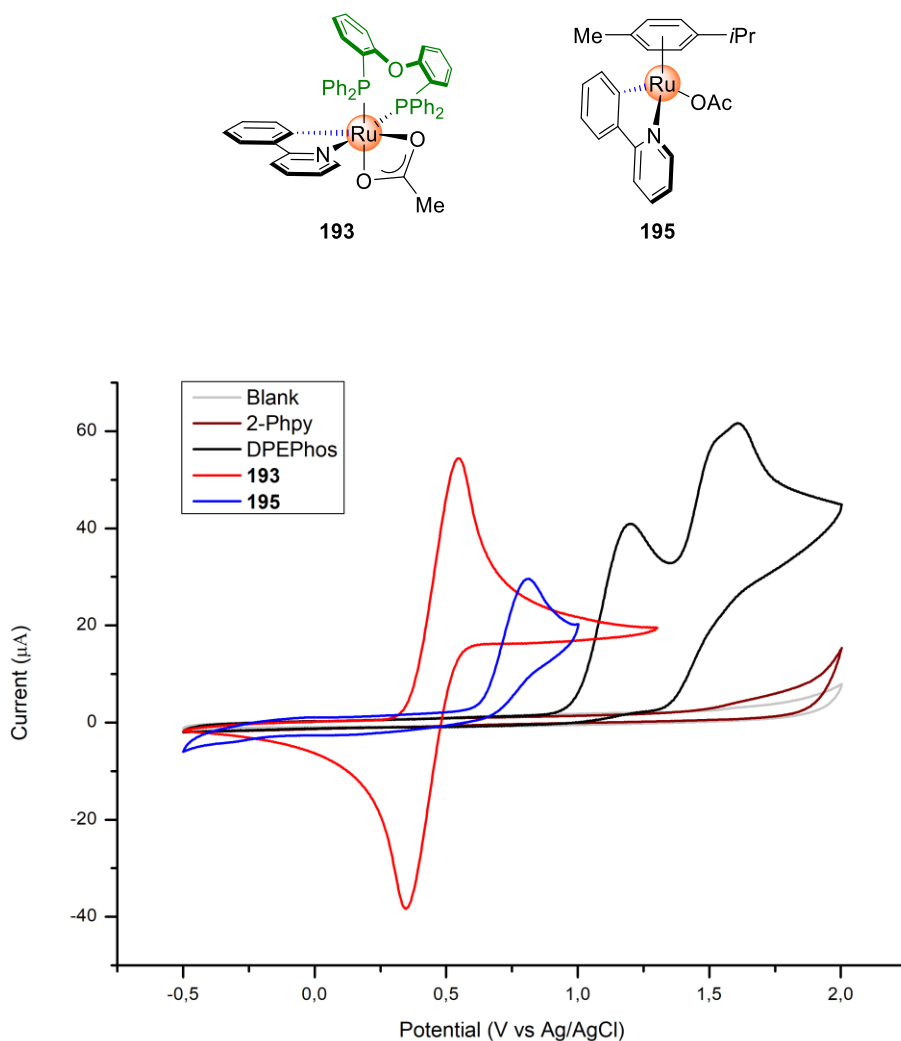 O
Ph₂P
PPh₂
Ru
N
O
O
Me
193
Me
iPr
Ru
OAc
N
195
Blank
2-Phpy
DPEPhos
193
195
60
40
20
0
-20
-40
Current (µA)
-0,5 0,0 0,5 1,0 1,5 2,0
Potential (V vs Ag/AgCl)